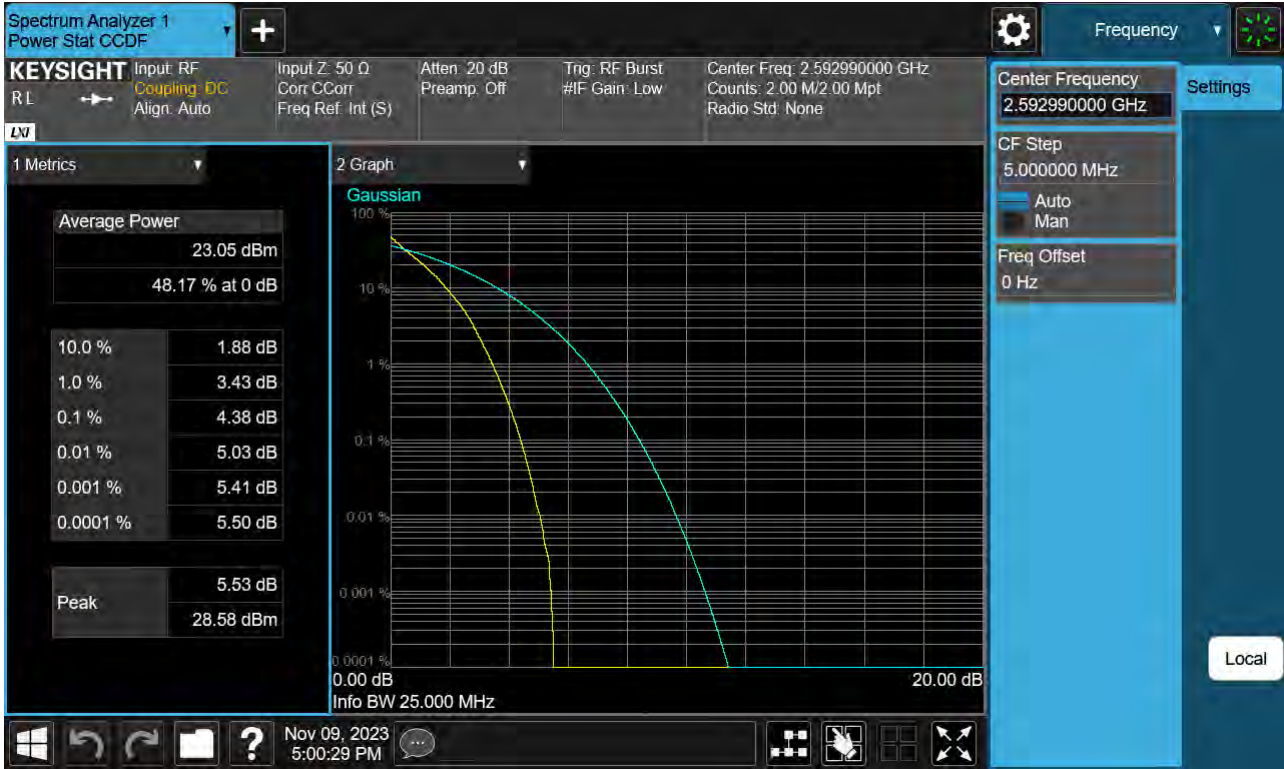 Spectrum Analyzer 1
Power Stat CCDF
+
Frequency
KEYSIGHT
R L
LXI
Input: RF
Coupling: DC
Align: Auto
Input Z: 50 Ω
Corr CCorr
Freq Ref: Int (S)
Atten: 20 dB
Preamp: Off
Trig: RF Burst
#IF Gain: Low
Center Freq: 2.592990000 GHz
Counts: 2.00 M/2.00 Mpt
Radio Std: None
Center Frequency
2.592990000 GHz
Settings
CF Step
5.000000 MHz
Auto
Man
Freq Offset
0 Hz
1 Metrics
Average Power
23.05 dBm
48.17 % at 0 dB
10.0 % 1.88 dB
1.0 % 3.43 dB
0.1 % 4.38 dB
0.01 % 5.03 dB
0.001 % 5.41 dB
0.0001 % 5.50 dB
Peak
5.53 dB
28.58 dBm
2 Graph
Gaussian
100 %
10 %
1 %
0.1 %
0.01 %
0.001 %
0.0001 %
0.00 dB 20.00 dB
Info BW 25.000 MHz
Local
?
Nov 09, 2023
5:00:29 PM